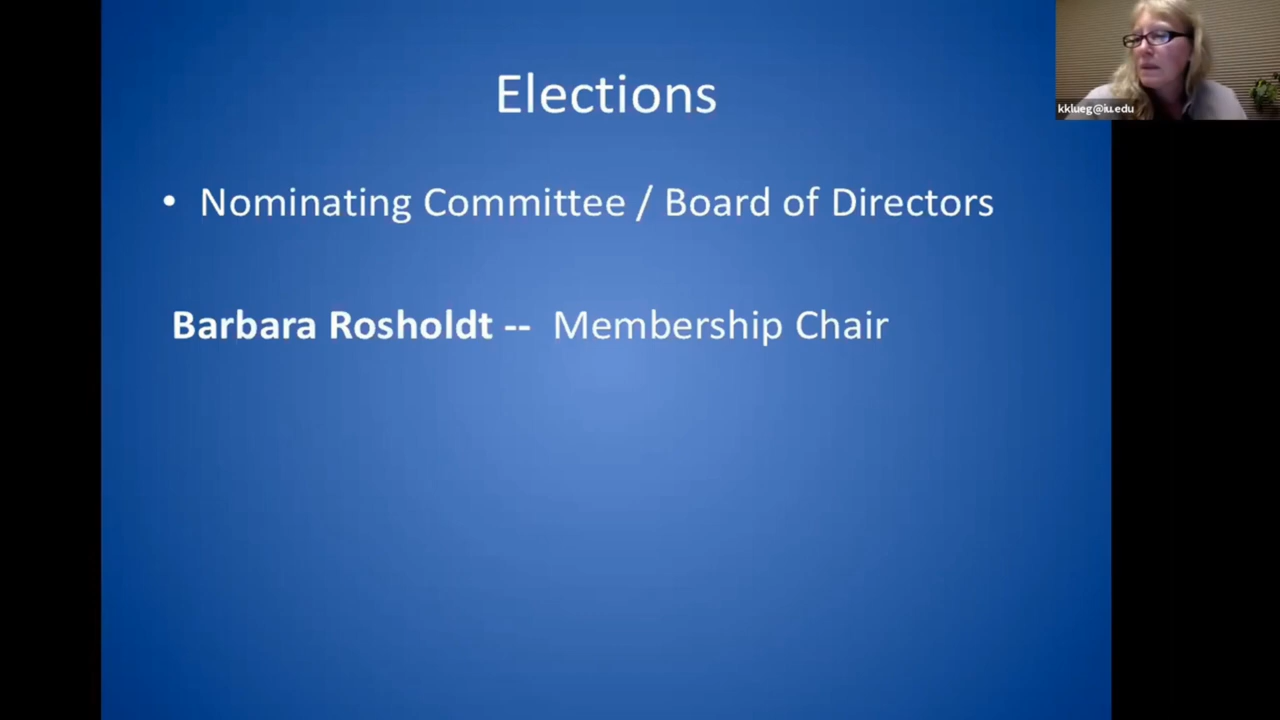 Elections
kklueg@iu.edu
• Nominating Committee / Board of Directors
Barbara Rosholdt -- Membership Chair